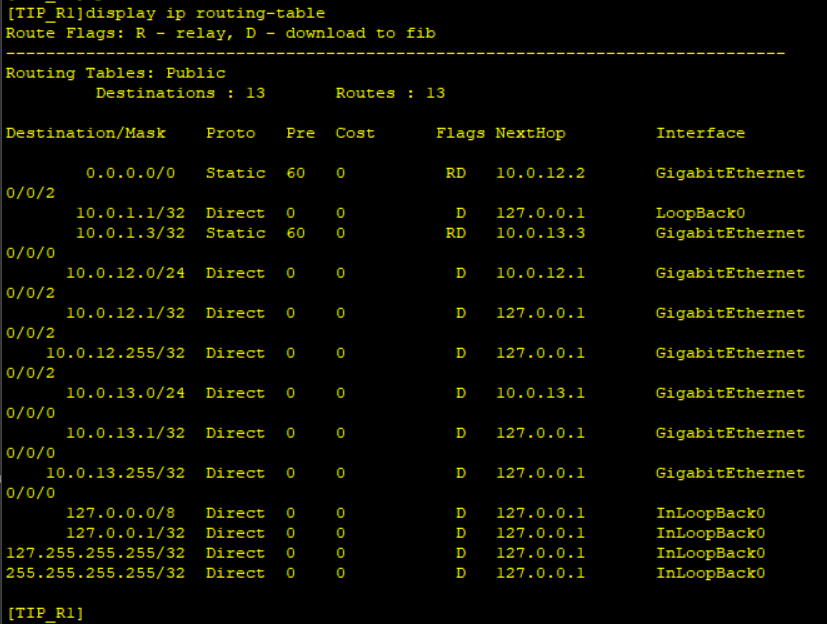 [TIP_R1]display ip routing-table
Route Flags: R - relay, D - download to fib
------------------------------------------------------------------------------
Routing Tables: Public
         Destinations : 13       Routes : 13

Destination/Mask    Proto   Pre  Cost      Flags NextHop         Interface

        0.0.0.0/0   Static  60   0          RD   10.0.12.2       GigabitEthernet
0/0/2
       10.0.1.1/32  Direct  0    0           D   127.0.0.1       LoopBack0
       10.0.1.3/32  Static  60   0          RD   10.0.13.3       GigabitEthernet
0/0/0
      10.0.12.0/24  Direct  0    0           D   10.0.12.1       GigabitEthernet
0/0/2
      10.0.12.1/32  Direct  0    0           D   127.0.0.1       GigabitEthernet
0/0/2
    10.0.12.255/32  Direct  0    0           D   127.0.0.1       GigabitEthernet
0/0/2
      10.0.13.0/24  Direct  0    0           D   10.0.13.1       GigabitEthernet
0/0/0
      10.0.13.1/32  Direct  0    0           D   127.0.0.1       GigabitEthernet
0/0/0
    10.0.13.255/32  Direct  0    0           D   127.0.0.1       GigabitEthernet
0/0/0
      127.0.0.0/8   Direct  0    0           D   127.0.0.1       InLoopBack0
      127.0.0.1/32  Direct  0    0           D   127.0.0.1       InLoopBack0
127.255.255.255/32  Direct  0    0           D   127.0.0.1       InLoopBack0
255.255.255.255/32  Direct  0    0           D   127.0.0.1       InLoopBack0

[TIP_R1]